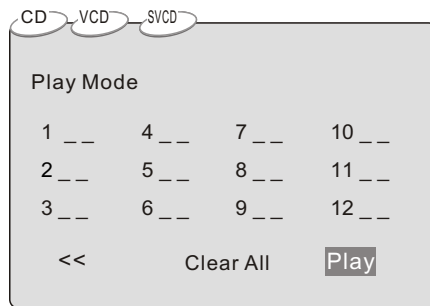 CD VCD SVCD
Play Mode
1 _ _ 4 _ _ 7 _ _ 10 _ _
2 _ _ 5 _ _ 8 _ _ 11 _ _
3 _ _ 6 _ _ 9 _ _ 12 _ _
<< Clear All Play